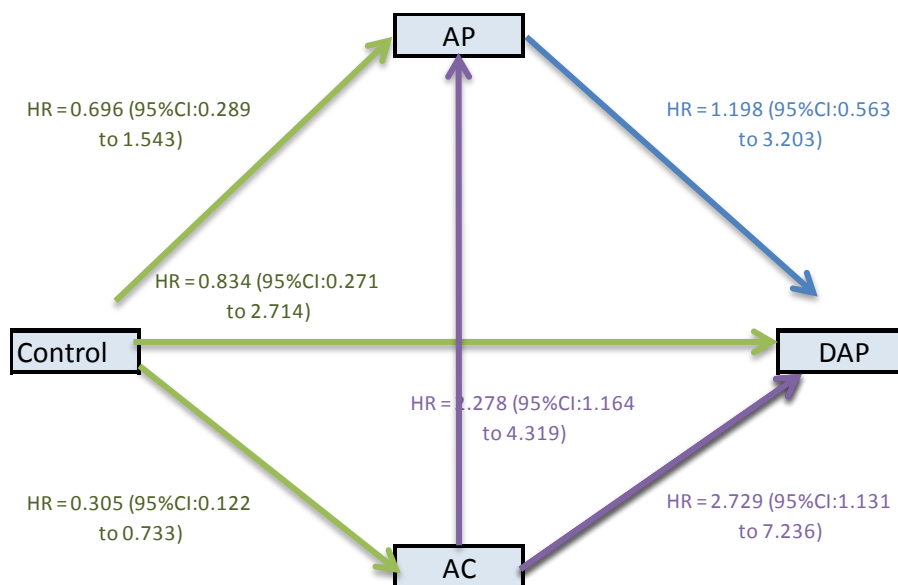 AP
HR = 0.696 (95%CI:0.289
to 1.543)
HR = 1.198 (95%CI:0.563
to 3.203)
HR = 0.834 (95%CI:0.271
to 2.714)
Control
DAP
HR = 2.278 (95%CI:1.164
to 4.319)
HR = 0.305 (95%CI:0.122
to 0.733)
HR = 2.729 (95%CI:1.131
to 7.236)
AC